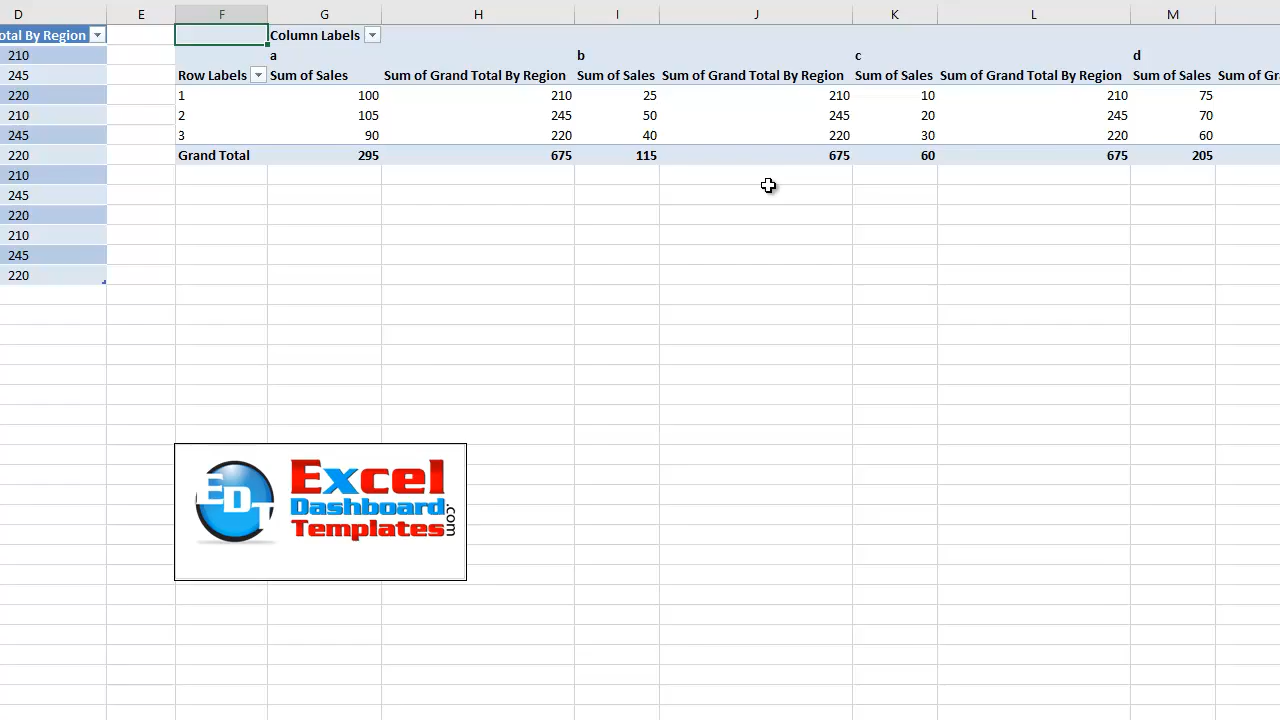 D E F G H I J K L M
otal By Region Column Labels
210 a b c d
245 Row Labels Sum of Sales Sum of Grand Total By Region Sum of Sales Sum of Grand Total By Region Sum of Sales Sum of Grand Total By Region Sum of Sales Sum of Gra
220 1 100 210 25 210 10 210 75
210 2 105 245 50 245 20 245 70
245 3 90 220 40 220 30 220 60
220 Grand Total 295 675 115 675 60 675 205
210
245
220
210
245
220
EDT
Excel
Dashboard
Templates
.com